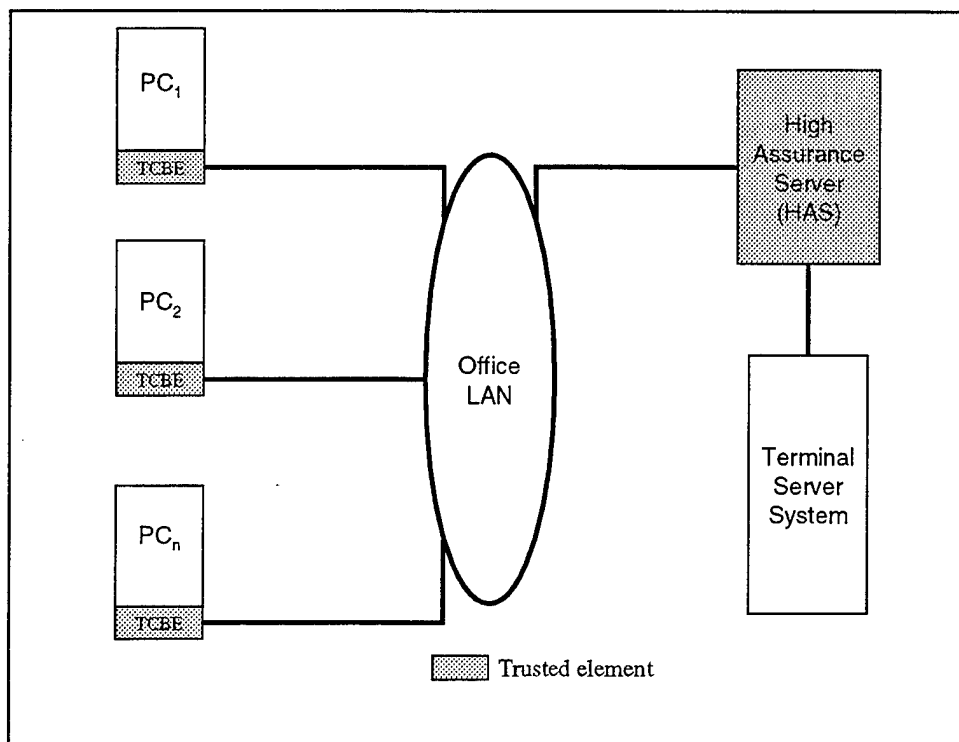 PC₁
TCBE
PC₂
TCBE
PCₙ
TCBE
Office
LAN
High
Assurance
Server
(HAS)
Terminal
Server
System
Trusted element